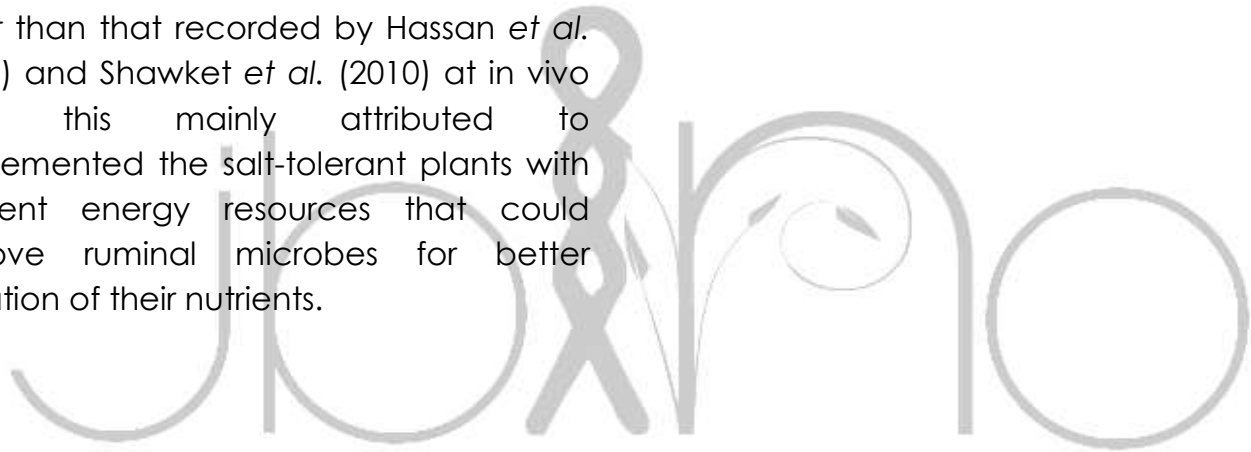 r than that recorded by Hassan et al.
) and Shawket et al. (2010) at in vivo
this mainly attributed to
emented the salt-tolerant plants with
ent energy resources that could
ove ruminal microbes for better
ation of their nutrients.
jbino